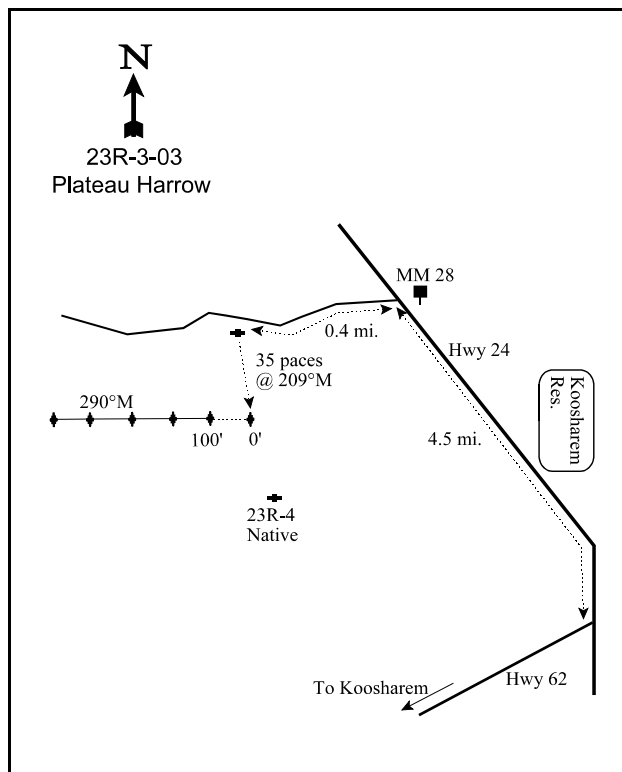 N
23R-3-03
Plateau Harrow
MM 28
0.4 mi.
Hwy 24
35 paces
@ 209°M
Koosharem
Res.
290°M
4.5 mi.
100'
0'
23R-4
Native
Hwy 62
To Koosharem